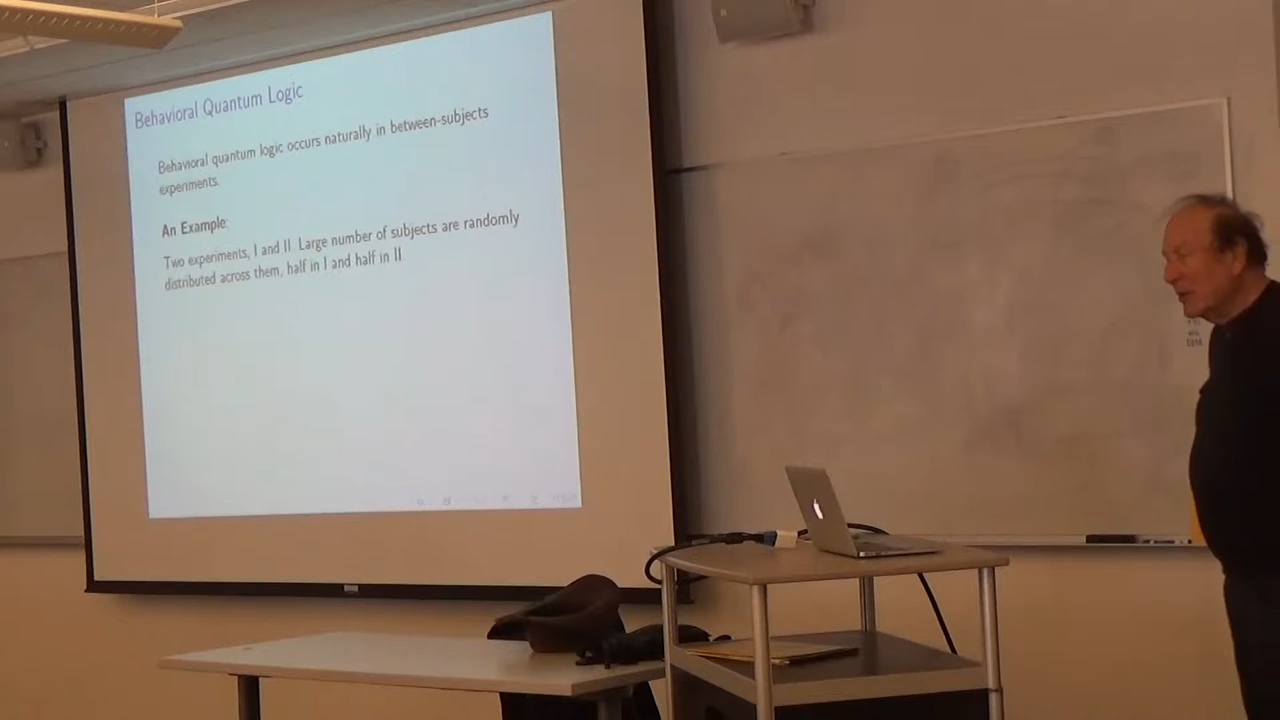 Behavioral Quantum Logic
Behavioral quantum logic occurs naturally in between-subjects
experiments.
An Example:
Two experiments, I and II. Large number of subjects are randomly
distributed across them, half in I and half in II.